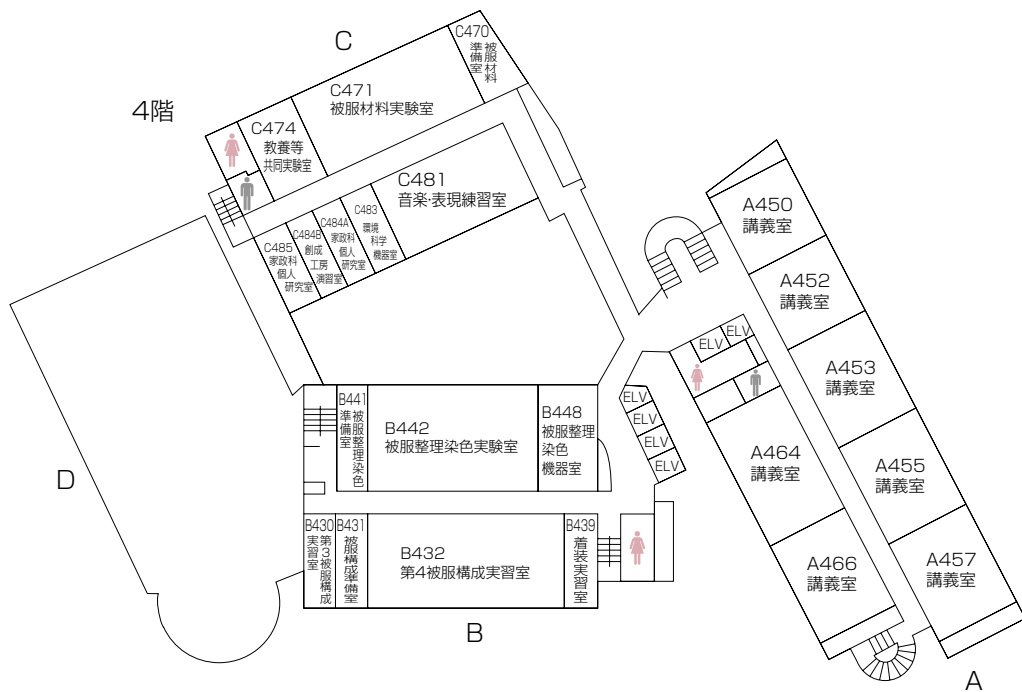 4階
C
C470
被服材料
準備室
C471
被服材料実験室
C474
教養等
共同実験室
C481
音楽·表現練習室
C483
環境
科学
機器室
C484A
家政科
個人
研究室
C484B
創成
工房
演習室
C485
家政科
個人
研究室
A450
講義室
A452
講義室
A453
講義室
A455
講義室
A457
講義室
ELV
ELV
A464
講義室
A466
講義室
A
ELV
ELV
ELV
ELV
B441
被服整理染色
準備室
B442
被服整理染色実験室
B448
被服整理
染色
機器室
D
B430
第3被服構成
実習室
B431
被服構成準備室
B432
第4被服構成実習室
B439
着装実習室
B